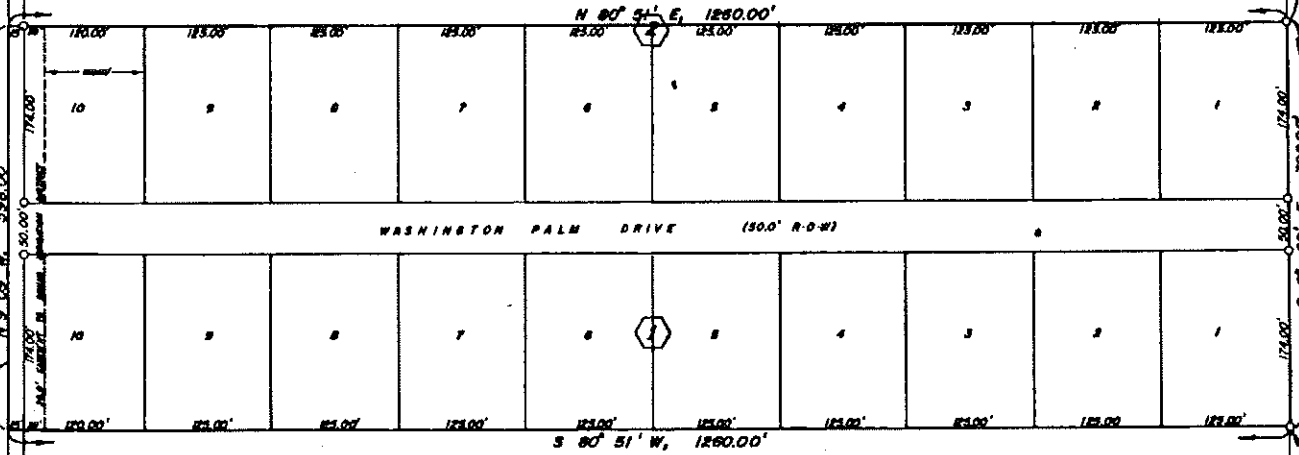 N 80° 51' E, 1260.00'
120.00' 125.00' 125.00' 125.00' 125.00' 125.00' 125.00' 125.00' 125.00' 125.00'
2
10 9 8 7 6 5 4 3 2 1
174.00' 174.00'
50.00' WASHINGTON PALM DRIVE (50.0' R-O-W) 50.00'
10 9 8 7 6 5 4 3 2 1
1
174.00' 174.00'
120.00' 125.00' 125.00' 125.00' 125.00' 125.00' 125.00' 125.00' 125.00 125.00'
S 80° 51' W, 1260.00'